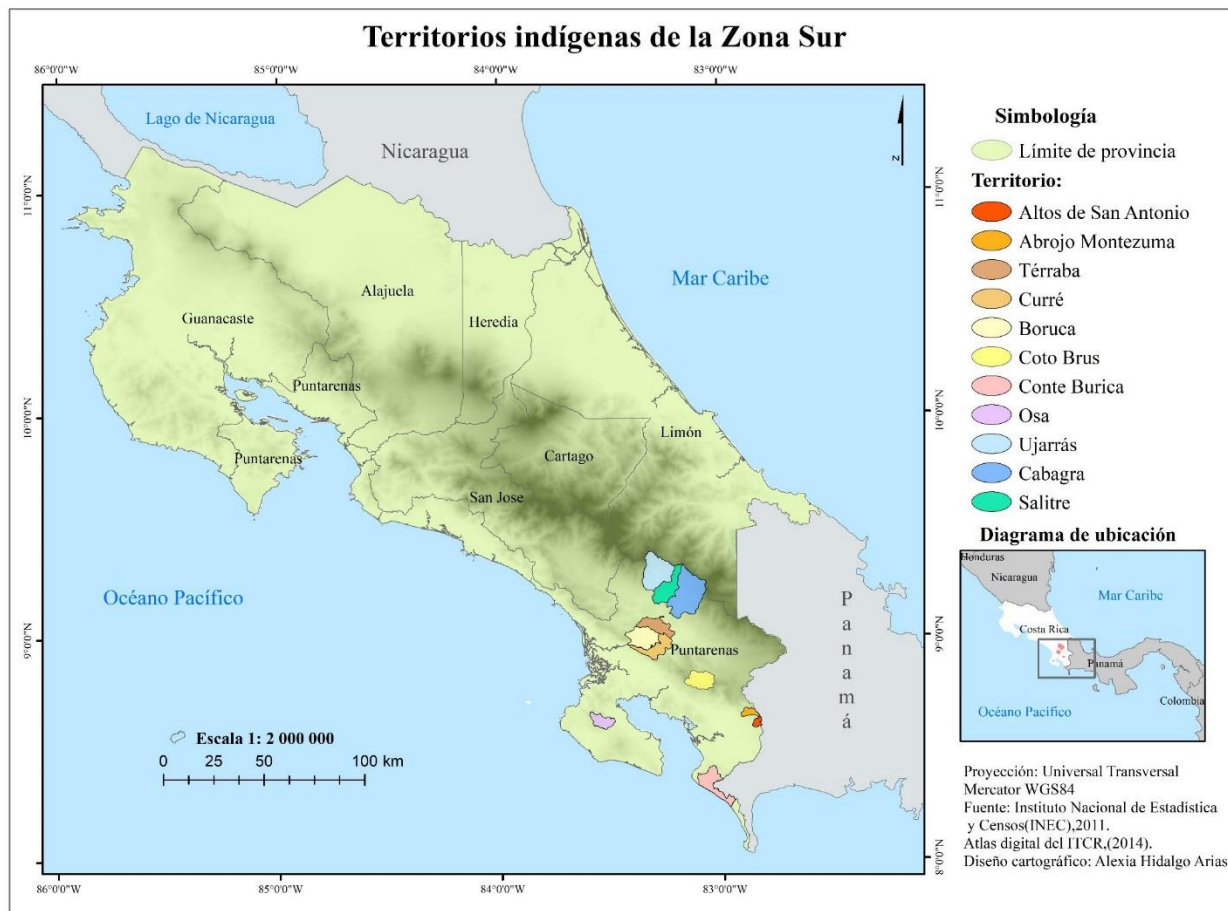 Territorios indígenas de la Zona Sur
86°0'0"W
85°0'0"W
84°0'0"W
83°0'0"W
11°0'0"N
10°0'0"N
9°0'0"N
Lago de Nicaragua
Nicaragua
Mar Caribe
Alajuela
Guanacaste
Heredia
Puntarenas
Limón
Puntarenas
Cartago
San Jose
Océano Pacífico
Puntarenas
Panamá
Escala 1: 2 000 000
0 25 50 100 km
N
11°0'0"N
10°0'0"N
9°0'0"N
8°0'0"N
86°0'0"W
85°0'0"W
84°0'0"W
83°0'0"W
Simbología
Límite de provincia
Territorio:
Altos de San Antonio
Abrojo Montezuma
Térraba
Curré
Boruca
Coto Brus
Conte Burica
Osa
Ujarrás
Cabagra
Salitre
Diagrama de ubicación
Honduras
Nicaragua
Mar Caribe
Costa Rica
Panamá
Océano Pacífico
Colombia
Proyección: Universal Transversal
Mercator WGS84
Fuente: Instituto Nacional de Estadística
y Censos(INEC),2011.
Atlas digital del ITCR,(2014).
Diseño cartográfico: Alexia Hidalgo Arias